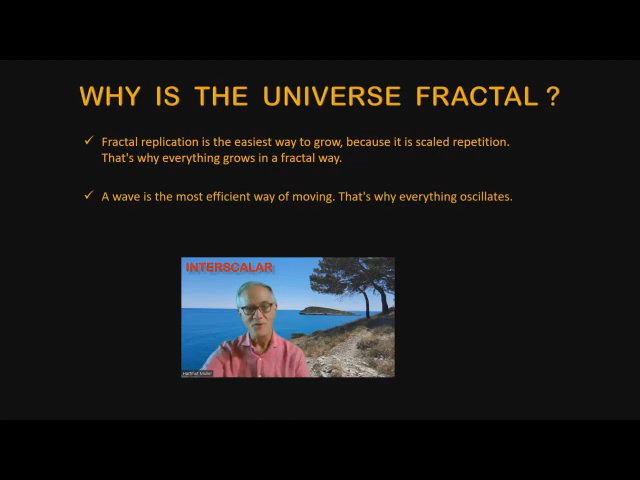 WHY IS THE UNIVERSE FRACTAL ?
✓ Fractal replication is the easiest way to grow, because it is scaled repetition.
That's why everything grows in a fractal way.
✓ A wave is the most efficient way of moving. That's why everything oscillates.
INTERSCALAR
Hartmut Müller